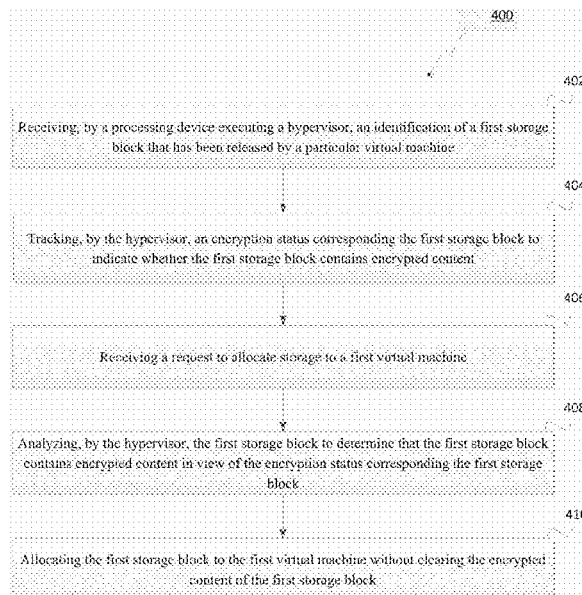 400
402
Receiving, by a processing device executing a hypervisor, an identification of a first storage
block that has been released by a particular virtual machine
404
Tracking, by the hypervisor, an encryption status corresponding the first storage block to
indicate whether the first storage block contains encrypted content
406
Receiving a request to allocate storage to a first virtual machine
408
Analyzing, by the hypervisor, the first storage block to determine that the first storage block
contains encrypted content in view of the encryption status corresponding the first storage
block
410
Allocating the first storage block to the first virtual machine without clearing the encrypted
content of the first storage block